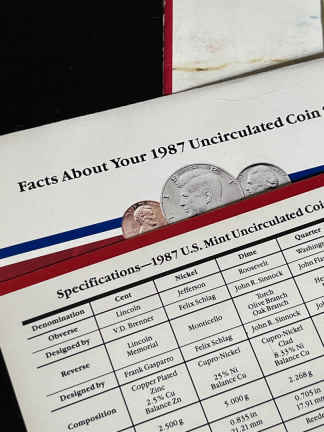 Facts About Your 1987 Uncirculated Coin
Specifications—1987 U.S. Mint Uncirculated Coin
Denomination Cent Nickel Dime Quarter
Obverse Lincoln Jefferson Roosevelt
Designed by V.D. Brenner Felix Schlag John R. Sinnock John
Reverse Lincoln Memorial Monticello Torch Olive Branch Oak Branch
Designed by Frank Gasparro Felix Schlag John R. Sinnock
Composition Copper Plated Zinc 2.5% Cu Balance Zn Cupro-Nickel 25% Ni Balance Cu Cupro-Nickel Clad 8.33% Ni Balance Cu
2.500 g 5.000 g 2.268 g
0.835 in 21.21 mm 0.705 in 17.91 mm